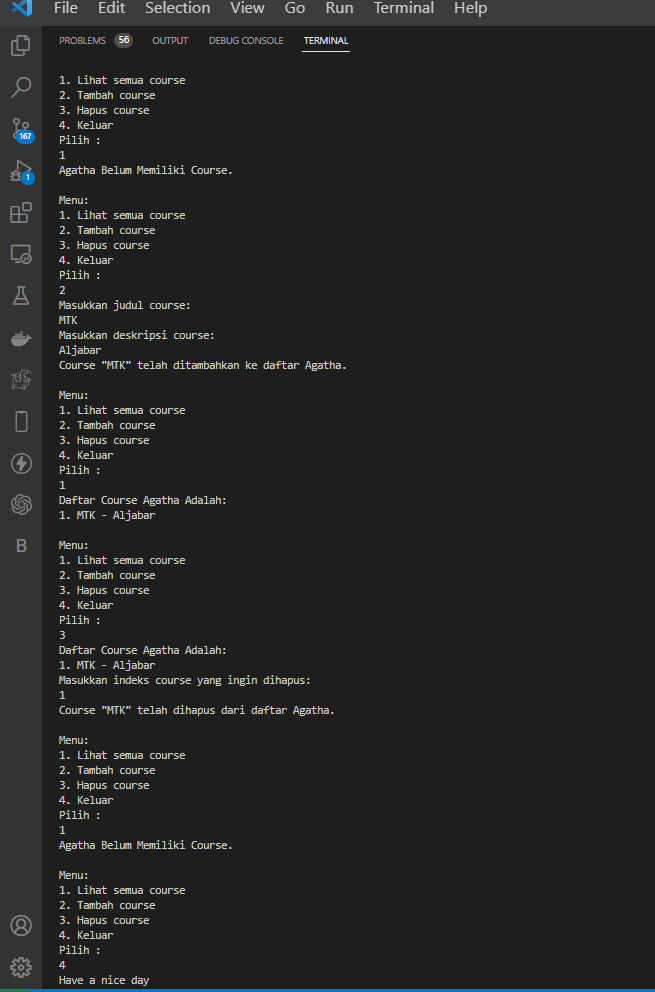 File Edit Selection View Go Run Terminal Help
PROBLEMS 56 OUTPUT DEBUG CONSOLE TERMINAL
1. Lihat semua course
2. Tambah course
3. Hapus course
4. Keluar
Pilih :
1
Agatha Belum Memiliki Course.
Menu:
1. Lihat semua course
2. Tambah course
3. Hapus course
4. Keluar
Pilih :
2
Masukkan judul course:
MTK
Masukkan deskripsi course:
Aljabar
Course "MTK" telah ditambahkan ke daftar Agatha.
Menu:
1. Lihat semua course
2. Tambah course
3. Hapus course
4. Keluar
Pilih :
1
Daftar Course Agatha Adalah:
1. MTK - Aljabar
Menu:
1. Lihat semua course
2. Tambah course
3. Hapus course
4. Keluar
Pilih :
3
Daftar Course Agatha Adalah:
1. MTK - Aljabar
Masukkan indeks course yang ingin dihapus:
1
Course "MTK" telah dihapus dari daftar Agatha.
Menu:
1. Lihat semua course
2. Tambah course
3. Hapus course
4. Keluar
Pilih :
1
Agatha Belum Memiliki Course.
Menu:
1. Lihat semua course
2. Tambah course
3. Hapus course
4. Keluar
Pilih :
4
Have a nice day
167
1
B